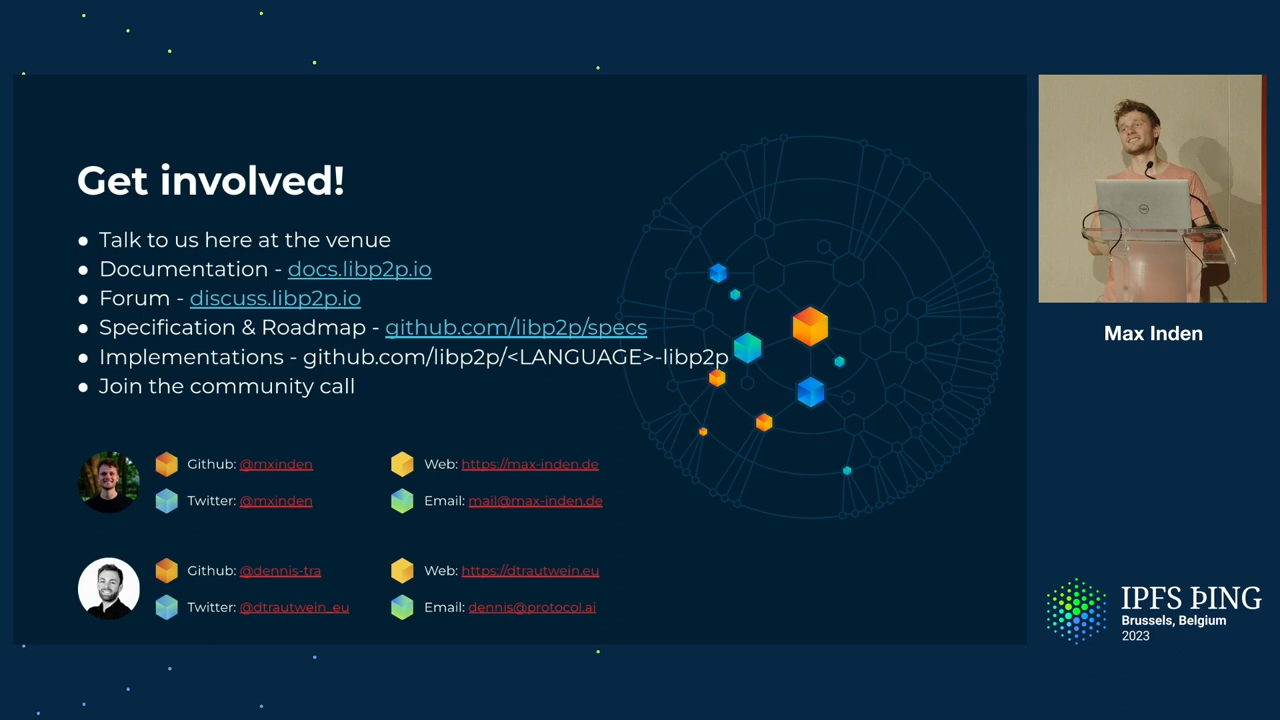 Get involved!
● Talk to us here at the venue
● Documentation - docs.libp2p.io
● Forum - discuss.libp2p.io
● Specification & Roadmap - github.com/libp2p/specs
● Implementations - github.com/libp2p/<LANGUAGE>-libp2p
● Join the community call
Github: @mxinden
Web: https://max-inden.de
Twitter: @mxinden
Email: mail@max-inden.de
Github: @dennis-tra
Web: https://dtrautwein.eu
Twitter: @dtrautwein_eu
Email: dennis@protocol.ai
Max Inden
IPFS ÞING
Brussels, Belgium
2023